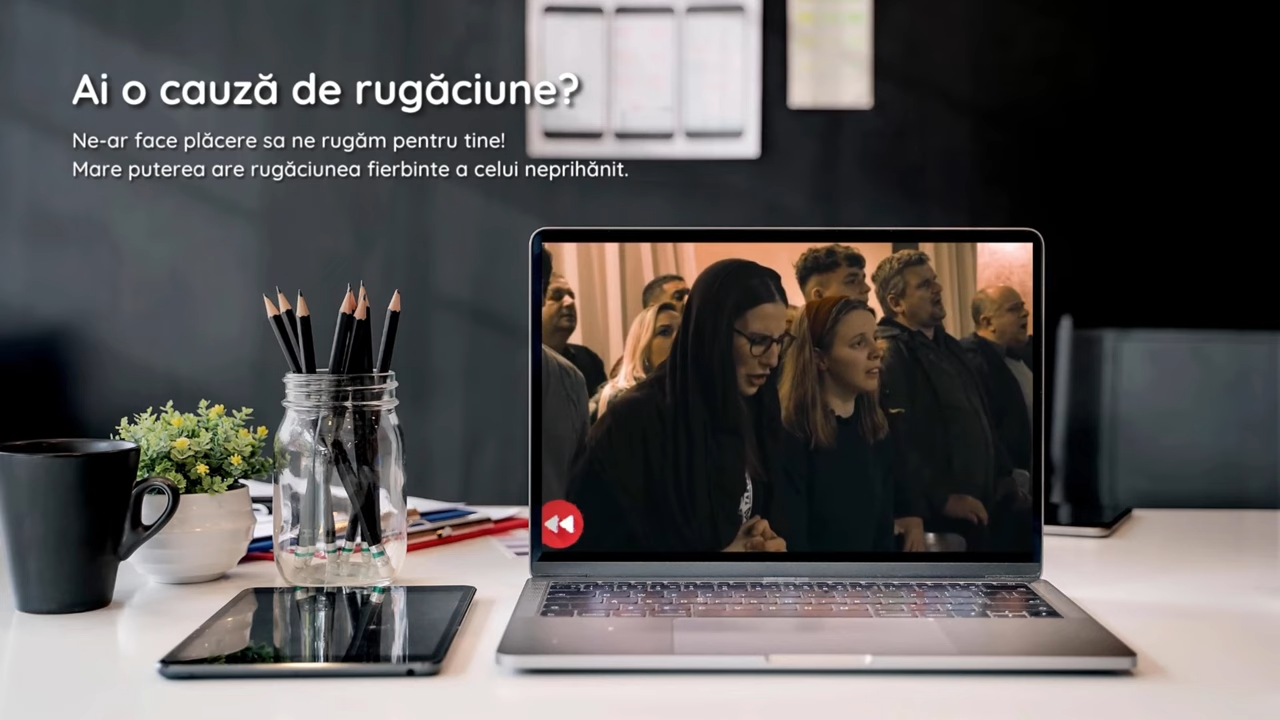 Ai o cauză de rugăciune?
Ne-ar face plăcere sa ne rugăm pentru tine!
Mare puterea are rugăciunea fierbinte a celui neprihănit.